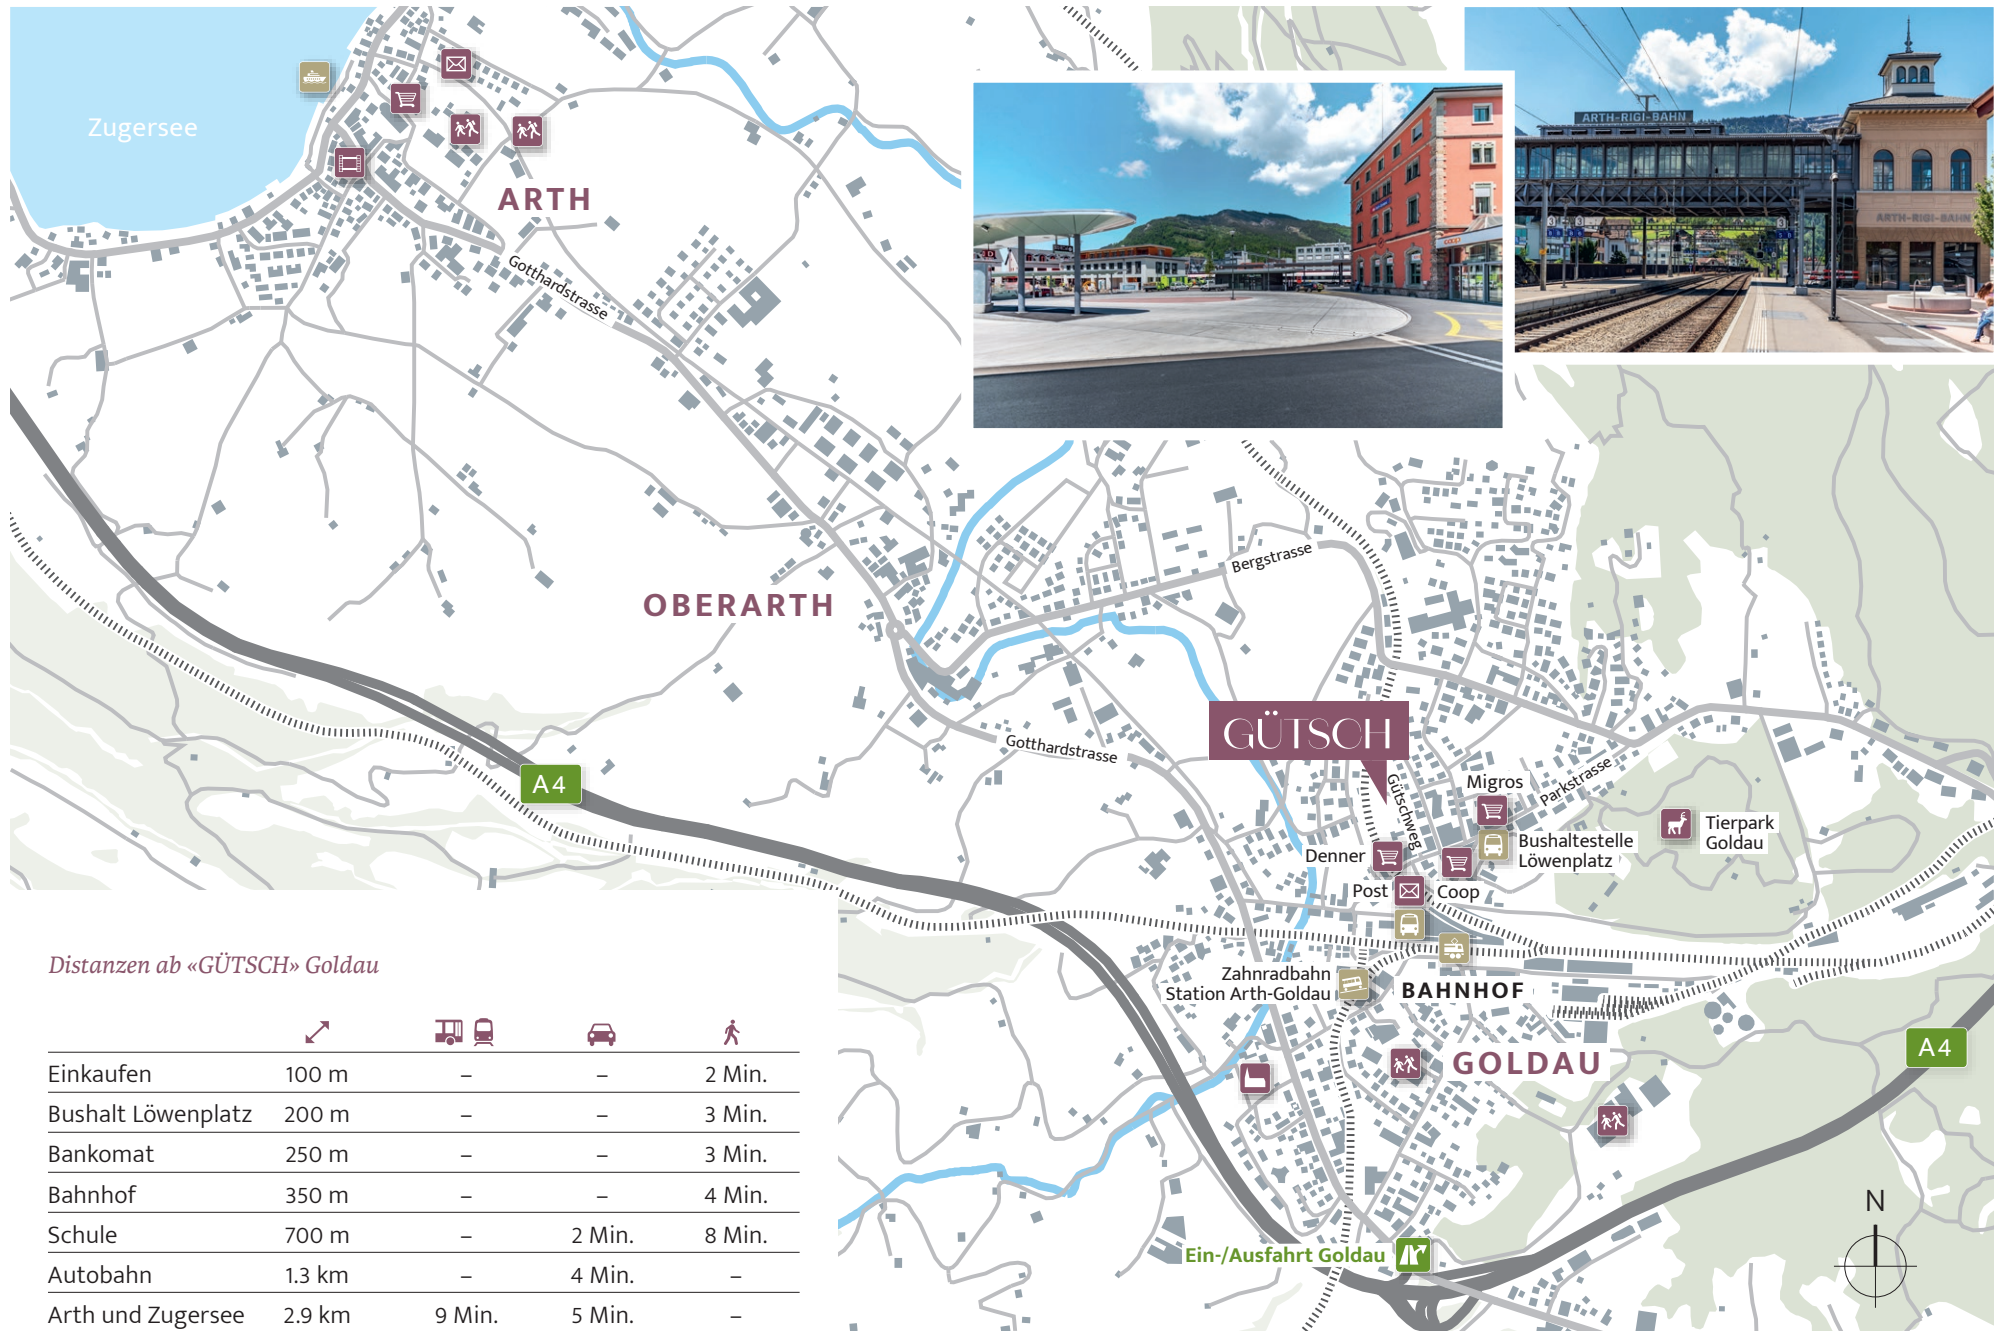 Zugersee
ARTH
Gotthardstrasse
ARTH-RIGI-BAHN
ARTH-RIGI-BAHN
OBERARTH
Bergstrasse
Gotthardstrasse
GÜTSCH
Gütschweg
Migros
Parkstrasse
Bushaltestelle
Löwenplatz
Tierpark
Goldau
Denner
Post
Coop
A4
Zahnradbahn
Station Arth-Goldau
BAHNHOF
GOLDAU
A4
Ein-/Ausfahrt Goldau
N
Distanzen ab «GÜTSCH» Goldau
Einkaufen 100 m – – 2 Min.
Bushalt Löwenplatz 200 m – – 3 Min.
Bankomat 250 m – – 3 Min.
Bahnhof 350 m – – 4 Min.
Schule 700 m – 2 Min. 8 Min.
Autobahn 1.3 km – 4 Min. –
Arth und Zugersee 2.9 km 9 Min. 5 Min. –